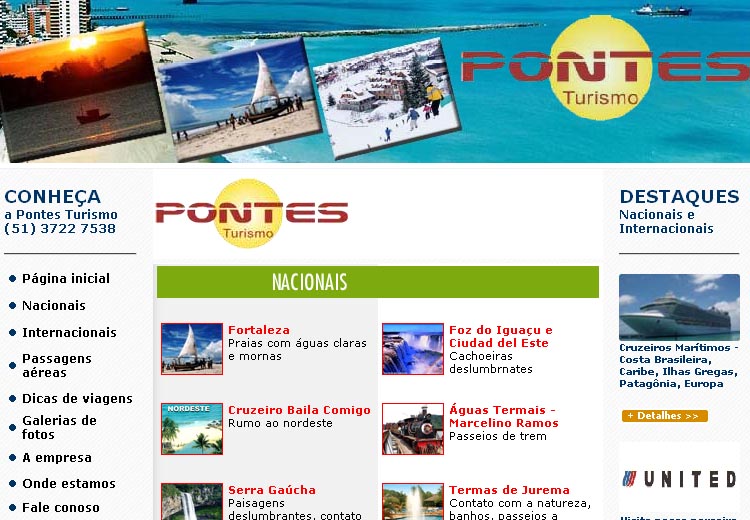 PONTES
Turismo
CONHEÇA
a Pontes Turismo
(51) 3722 7538
Página inicial
Nacionais
Internacionais
Passagens
aéreas
Dicas de viagens
Galerias de
fotos
A empresa
Onde estamos
Fale conoso
PONTES
Turismo
NACIONAIS
Fortaleza
Praias com águas claras
e mornas
Foz do Iguaçu e
Ciudad del Este
Cachoeiras
deslumbrnates
NORDESTE
Cruzeiro Baila Comigo
Rumo ao nordeste
Águas Termais -
Marcelino Ramos
Passeios de trem
Serra Gaúcha
Paisagens
deslumbrantes, contato
Termas de Jurema
Contato com a natureza,
banhos, passeios a
DESTAQUES
Nacionais e
Internacionais
Cruzeiros Marítimos -
Costa Brasileira,
Caribe, Ilhas Gregas,
Patagônia, Europa
+ Detalhes >>
UNITED